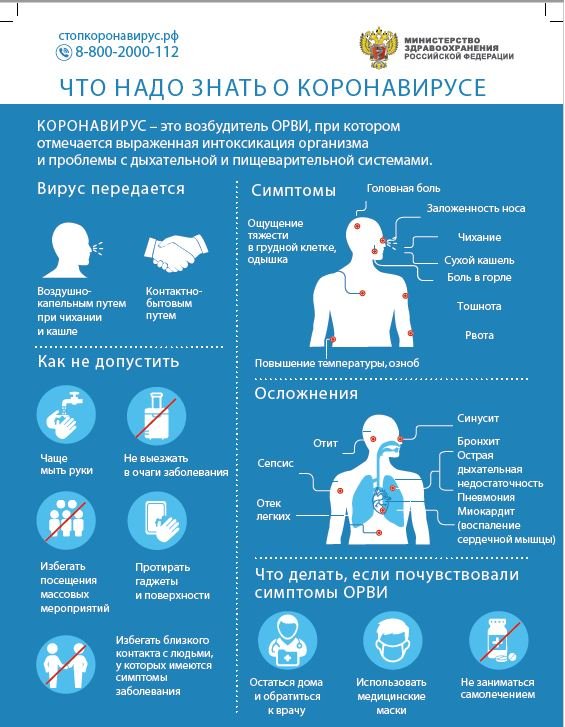 стопкоронавирус.рф
8-800-2000-112
МИНИСТЕРСТВО
ЗДРАВООХРАНЕНИЯ
РОССИЙСКОЙ ФЕДЕРАЦИИ
ЧТО НАДО ЗНАТЬ О КОРОНАВИРУСЕ
КОРОНАВИРУС – это возбудитель ОРВИ, при котором
отмечается выраженная интоксикация организма
и проблемы с дыхательной и пищеварительной системами.
Вирус передается
Воздушно-
капельным путем
при чихании
и кашле
Контактно-
бытовым
путем
Как не допустить
Чаще
мыть руки
Не выезжать
в очаги заболевания
Избегать
посещения
массовых
мероприятий
Протирать
гаджеты
и поверхности
Избегать близкого
контакта с людьми,
у которых имеются
симптомы
заболевания
Симптомы
Головная боль
Заложенность носа
Ощущение
тяжести
в грудной клетке,
одышка
Чихание
Сухой кашель
Боль в горле
Тошнота
Рвота
Повышение температуры, озноб
Осложнения
Синусит
Отит
Бронхит
Острая
дыхательная
недостаточность
Сепсис
Пневмония
Отек
легких
Миокардит
(воспаление
сердечной мышцы)
Что делать, если почувствовали
симптомы ОРВИ
Остаться дома
и обратиться
к врачу
Использовать
медицинские
маски
Не заниматься
самолечением